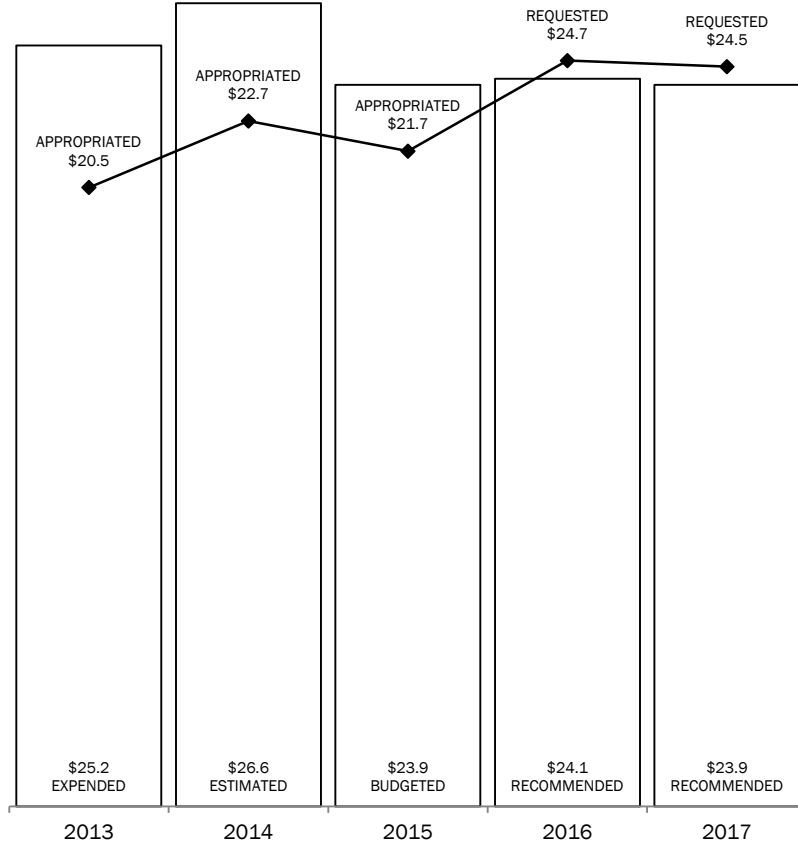 REQUESTED
$24.7
REQUESTED
$24.5
APPROPRIATED
$22.7
APPROPRIATED
$21.7
APPROPRIATED
$20.5
$25.2
EXPENDED
$26.6
ESTIMATED
$23.9
BUDGETED
$24.1
RECOMMENDED
$23.9
RECOMMENDED
2013
2014
2015
2016
2017